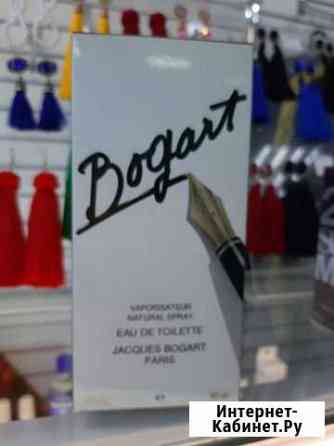 Bogart
VAPORISATEUR
NATURAL SPRAY
EAU DE TOILETTE
JACQUES BOGART
PARIS
Интернет-
Кабинет.Ру